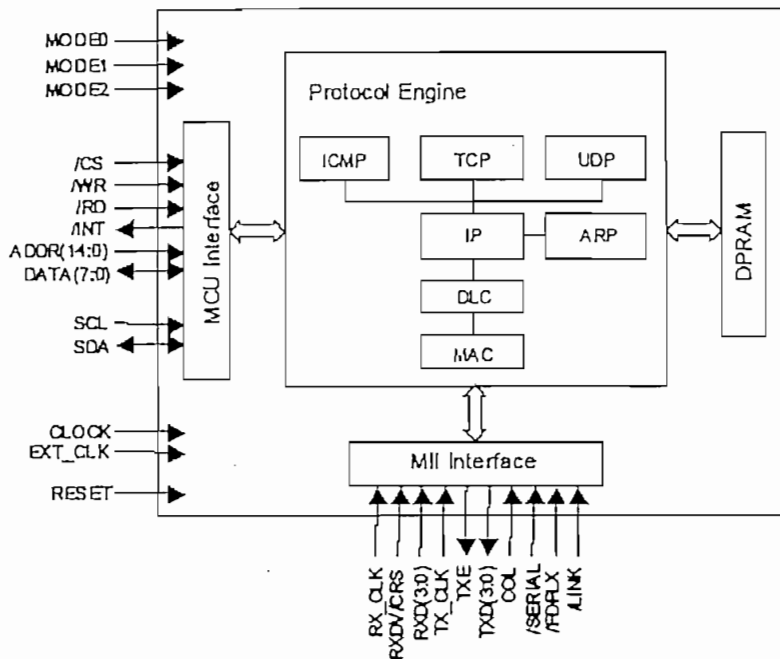 MODE0
MODE1
MODE2
Protocol Engine
ICMP
TCP
UDP
/CS
/WR
/RD
/INT
ADDR(14:0)
DATA(7:0)
MCU Interface
IP
ARP
DPRAM
DLC
SCL
SDA
MAC
CLOCK
EXT_CLK
MII Interface
RESET
RX_CLK
RXDV/CRS
RXD(3:0)
TX_CLK
TXE
TXD(3:0)
COL
/SERIAL
/FDPLX
/LINK